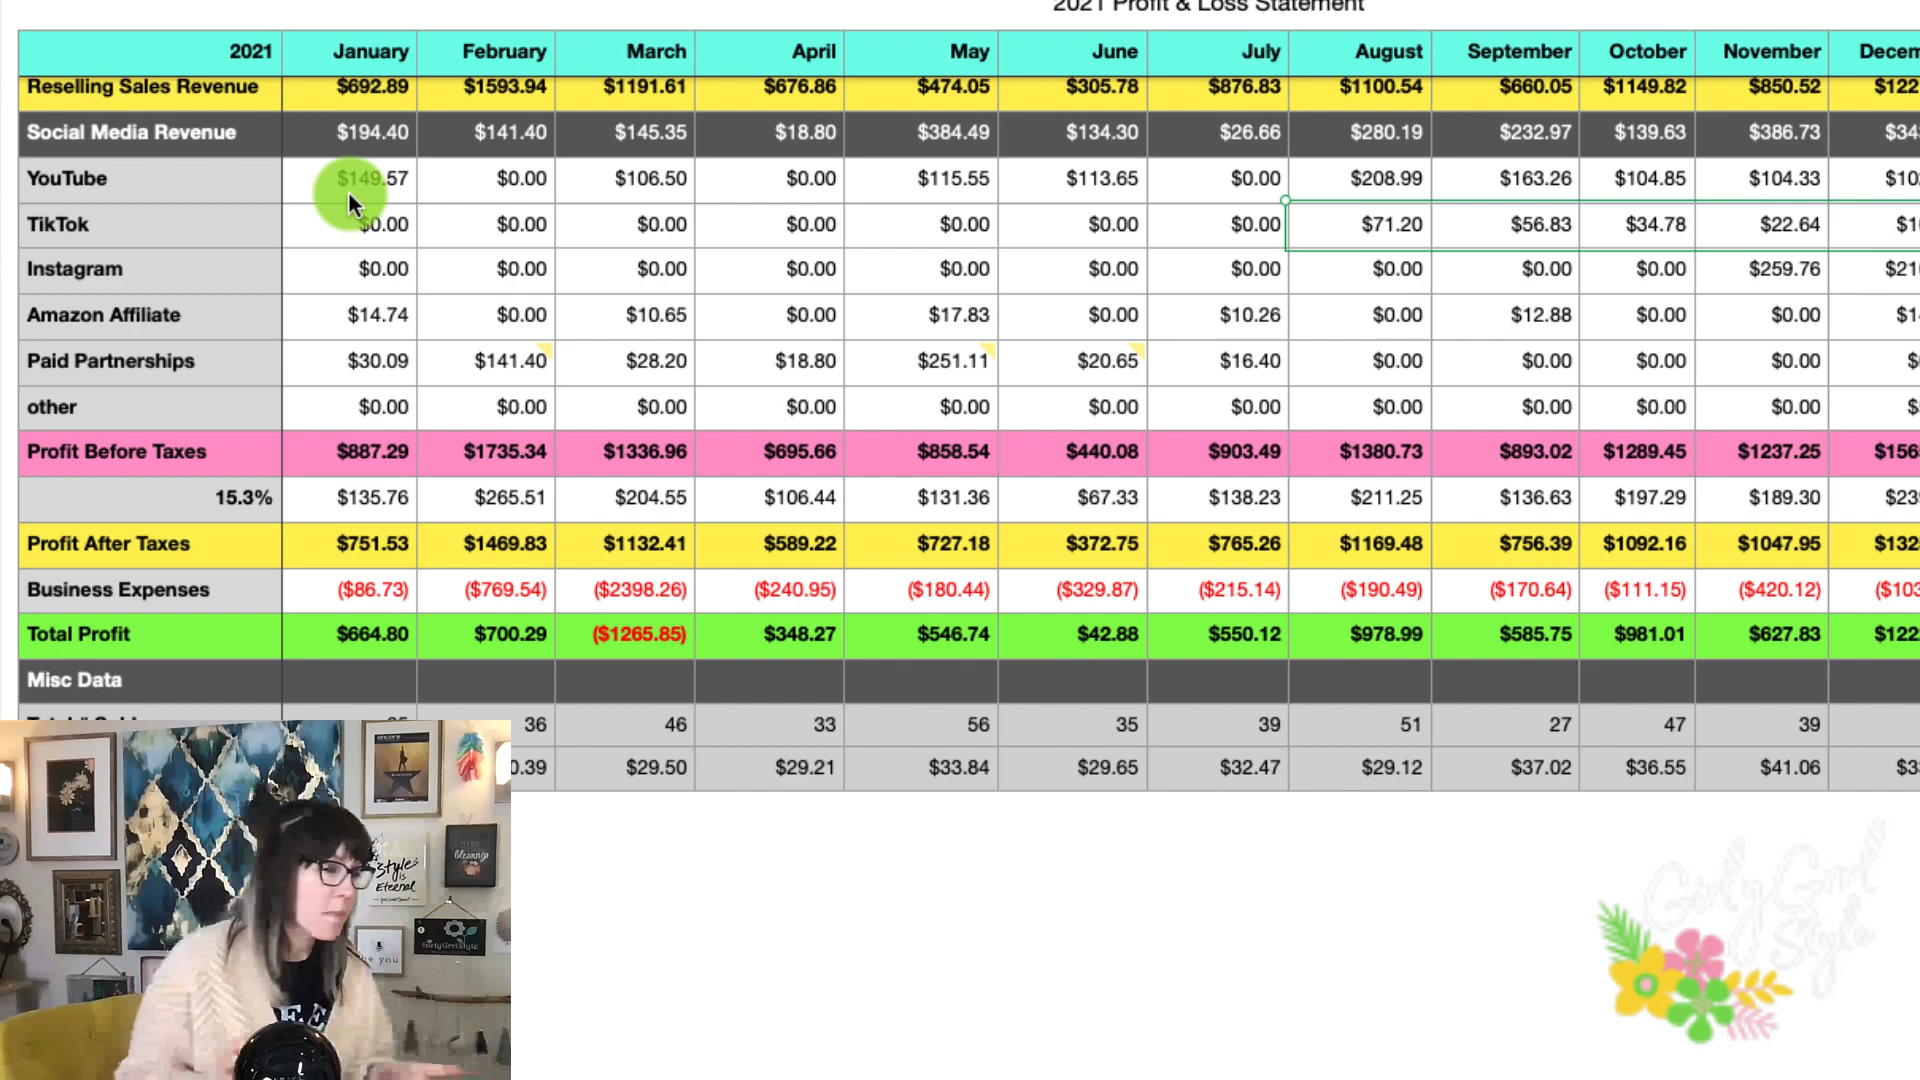 2021 Profit & Loss Statement
2021 January February March April May June July August September October November Decem
Reselling Sales Revenue $692.89 $1593.94 $1191.61 $676.86 $474.05 $305.78 $876.83 $1100.54 $660.05 $1149.82 $850.52 $122
Social Media Revenue $194.40 $141.40 $145.35 $18.80 $384.49 $134.30 $26.66 $280.19 $232.97 $139.63 $386.73 $34
YouTube $149.57 $0.00 $106.50 $0.00 $115.55 $113.65 $0.00 $208.99 $163.26 $104.85 $104.33 $10
TikTok $0.00 $0.00 $0.00 $0.00 $0.00 $0.00 $0.00 $71.20 $56.83 $34.78 $22.64 $1
Instagram $0.00 $0.00 $0.00 $0.00 $0.00 $0.00 $0.00 $0.00 $0.00 $0.00 $259.76 $21
Amazon Affiliate $14.74 $0.00 $10.65 $0.00 $17.83 $0.00 $10.26 $0.00 $12.88 $0.00 $0.00 $1
Paid Partnerships $30.09 $141.40 $28.20 $18.80 $251.11 $20.65 $16.40 $0.00 $0.00 $0.00 $0.00 $
other $0.00 $0.00 $0.00 $0.00 $0.00 $0.00 $0.00 $0.00 $0.00 $0.00 $0.00 $
Profit Before Taxes $887.29 $1735.34 $1336.96 $695.66 $858.54 $440.08 $903.49 $1380.73 $893.02 $1289.45 $1237.25 $156
15.3% $135.76 $265.51 $204.55 $106.44 $131.36 $67.33 $138.23 $211.25 $136.63 $197.29 $189.30 $23
Profit After Taxes $751.53 $1469.83 $1132.41 $589.22 $727.18 $372.75 $765.26 $1169.48 $756.39 $1092.16 $1047.95 $132
Business Expenses ($86.73) ($769.54) ($2398.26) ($240.95) ($180.44) ($329.87) ($215.14) ($190.49) ($170.64) ($111.15) ($420.12) ($103
Total Profit $664.80 $700.29 ($1265.85) $348.27 $546.74 $42.88 $550.12 $978.99 $585.75 $981.01 $627.83 $122
Misc Data
36 46 33 56 35 39 51 27 47 39
0.39 $29.50 $29.21 $33.84 $29.65 $32.47 $29.12 $37.02 $36.55 $41.06 $3
encore
style
is
Eternal
blessings
GirlyGrrlStyle
be you
Girly Grrl
Style